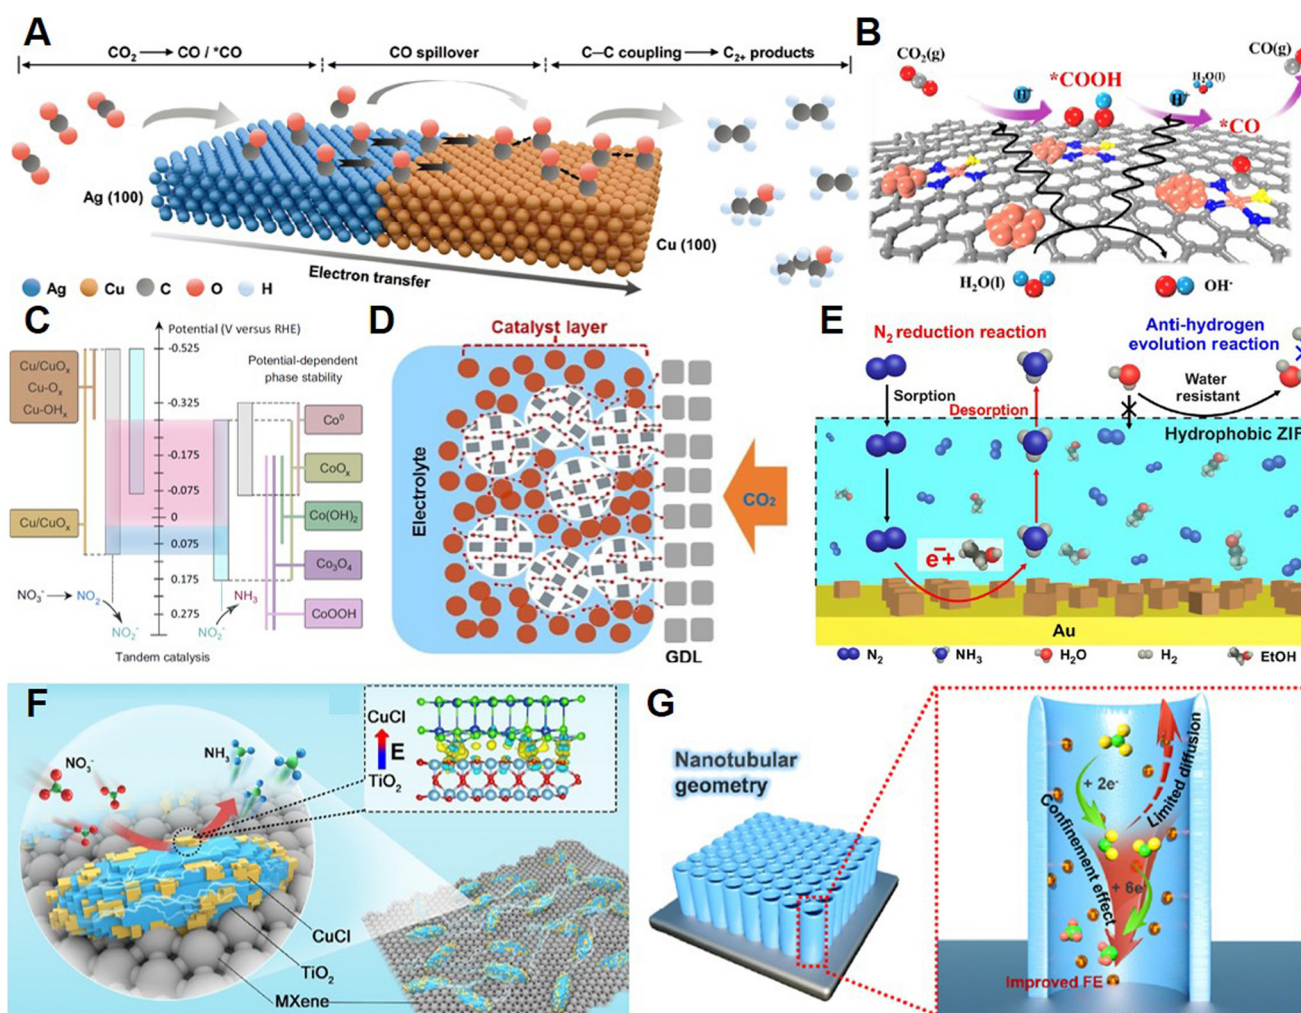 A
CO₂ → CO / *CO
CO spillover
C–C coupling → C₂₊ products
Ag (100)
Cu (100)
Electron transfer
Ag
Cu
C
O
H
B
CO₂(g)
H⁺
*COOH
H⁺
H₂O(l)
CO(g)
*CO
H₂O(l)
OH⁻
C
Potential (V versus RHE)
-0.525
-0.325
-0.175
-0.075
0
0.075
0.175
0.275
Cu/CuOₓ
Cu-Oₓ
Cu-OHₓ
Cu/CuOₓ
Potential-dependent
phase stability
Co⁰
CoOₓ
Co(OH)₂
Co₃O₄
CoOOH
NO₃⁻ → NO₂⁻
NO₂⁻
NH₃
NO₂⁻
Tandem catalysis
D
Catalyst layer
Electrolyte
CO₂
GDL
E
N₂ reduction reaction
Anti-hydrogen
evolution reaction
Sorption
Desorption
Water
resistant
Hydrophobic ZIF
e⁻+
Au
N₂
NH₃
H₂O
H₂
EtOH
F
NO₃⁻
NH₃
CuCl
E
TiO₂
CuCl
TiO₂
MXene
G
Nanotubular
geometry
+ 2e⁻
Limited diffusion
Confinement effect
+ 6e⁻
Improved FE